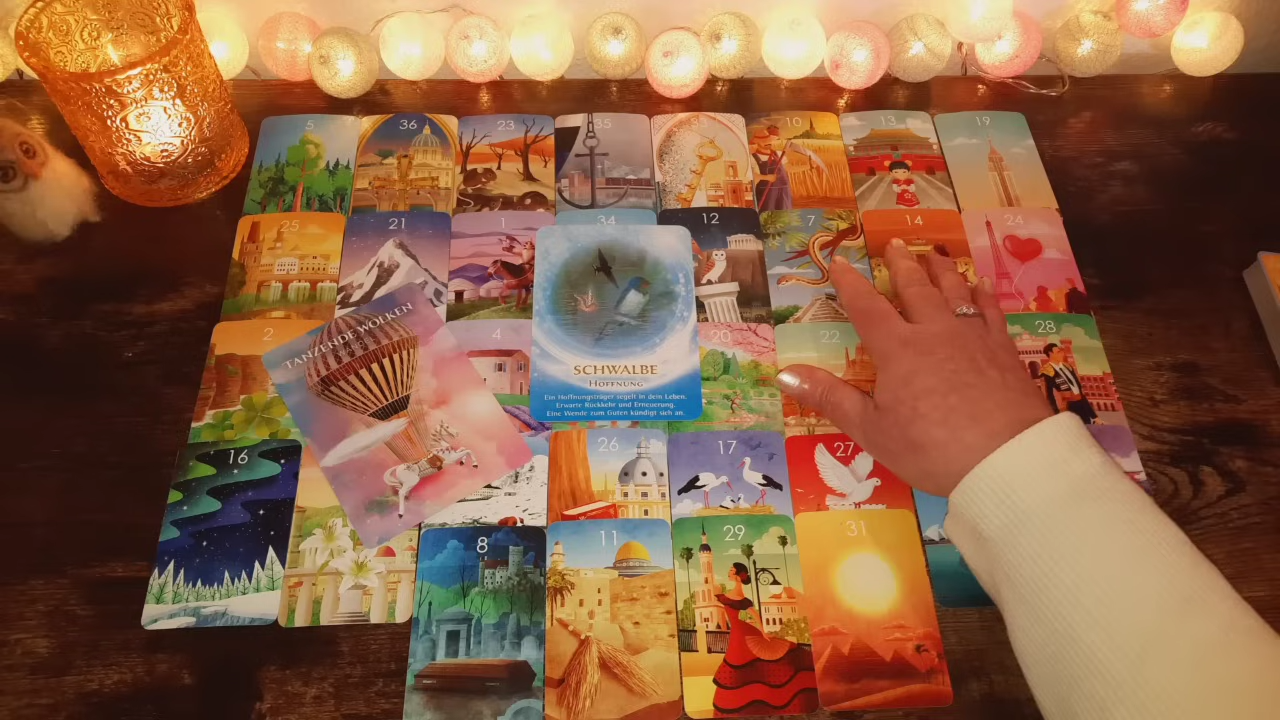 5 36 23 35 33 10 13 19
25 21 1 34 12 7 14 24
2 4 20 22 28
16 26 17 27
8 11 29 31
TANZENDE WOLKEN
SCHWALBE
HOFFNUNG
Ein Hoffnungsträger segelt in dein Leben.
Erwarte Rückkehr und Erneuerung.
Eine Wende zum Guten kündigt sich an.